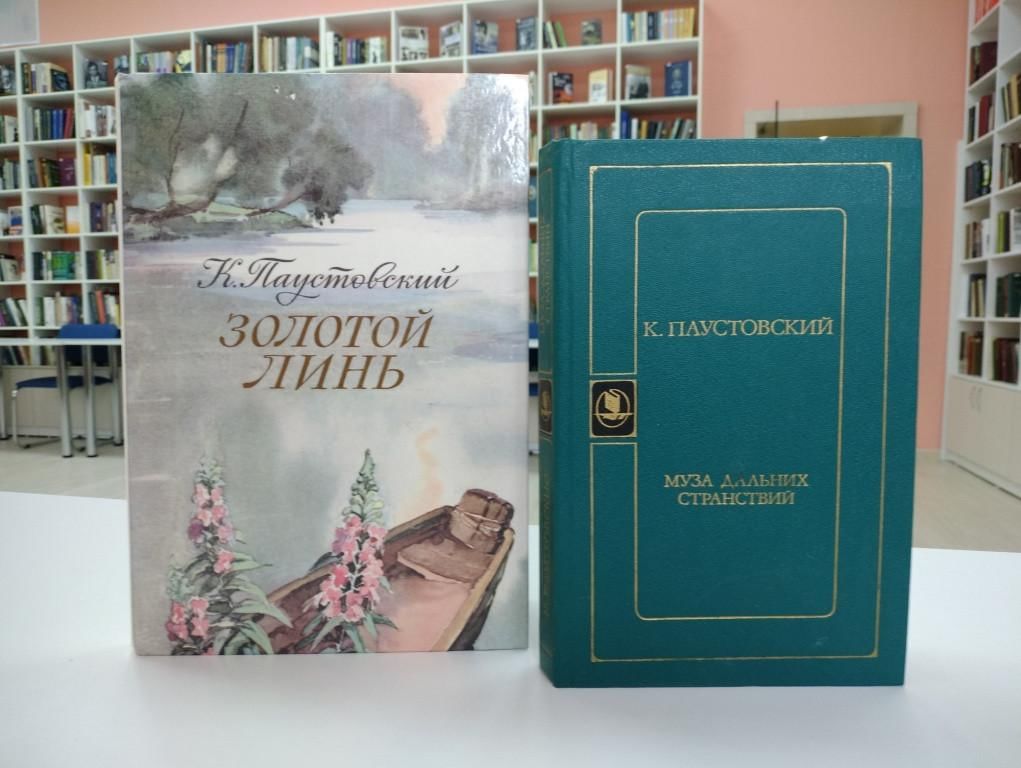 К. Паустовский
ЗОЛОТОЙ
ЛИНЬ
К. ПАУСТОВСКИЙ
МУЗА ДАЛЬНИХ
СТРАНСТВИЙ